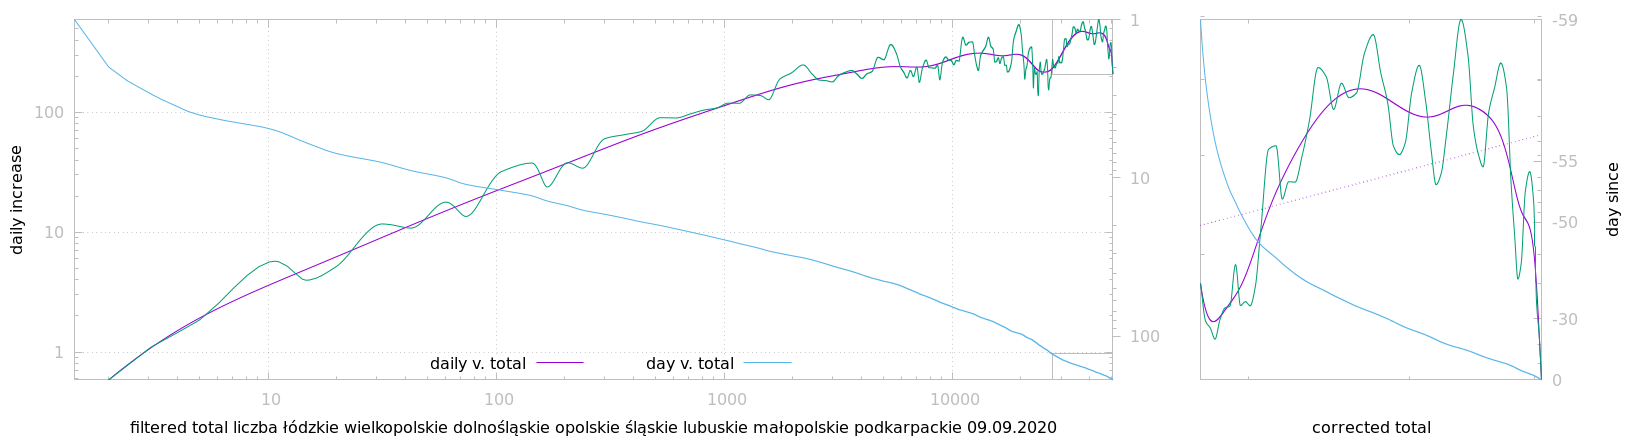 1
-59
100
daily increase
10
-55
day since
10
-50
-30
100
1
daily v. total
day v. total
0
10
100
1000
10000
filtered total liczba łódzkie wielkopolskie dolnośląskie opolskie śląskie lubuskie małopolskie podkarpackie 09.09.2020
corrected total